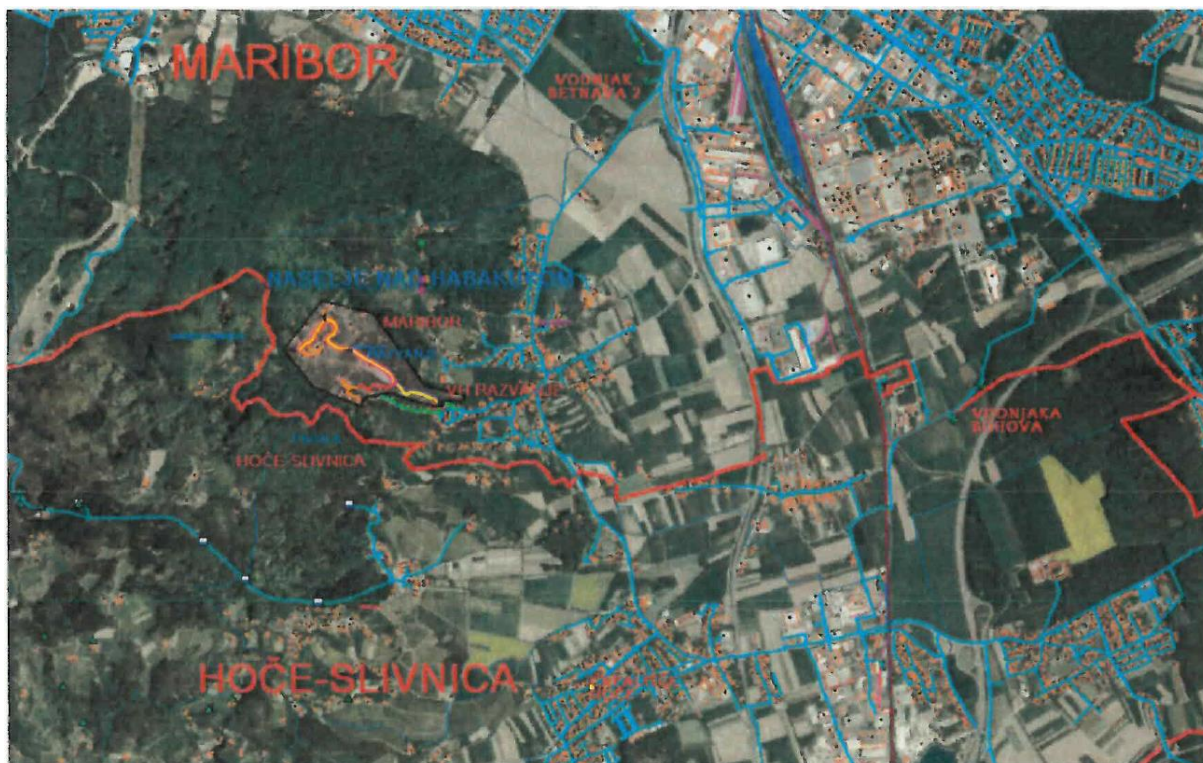 MARIBOR
VODNJAK
BETNAVA 2
NASELJE NAD HABAKUKOM
MARIBOR
VH RAZVANJE
VODNJAKA
BOHOVA
HOČE-SLIVNICA
HOČE-SLIVNICA